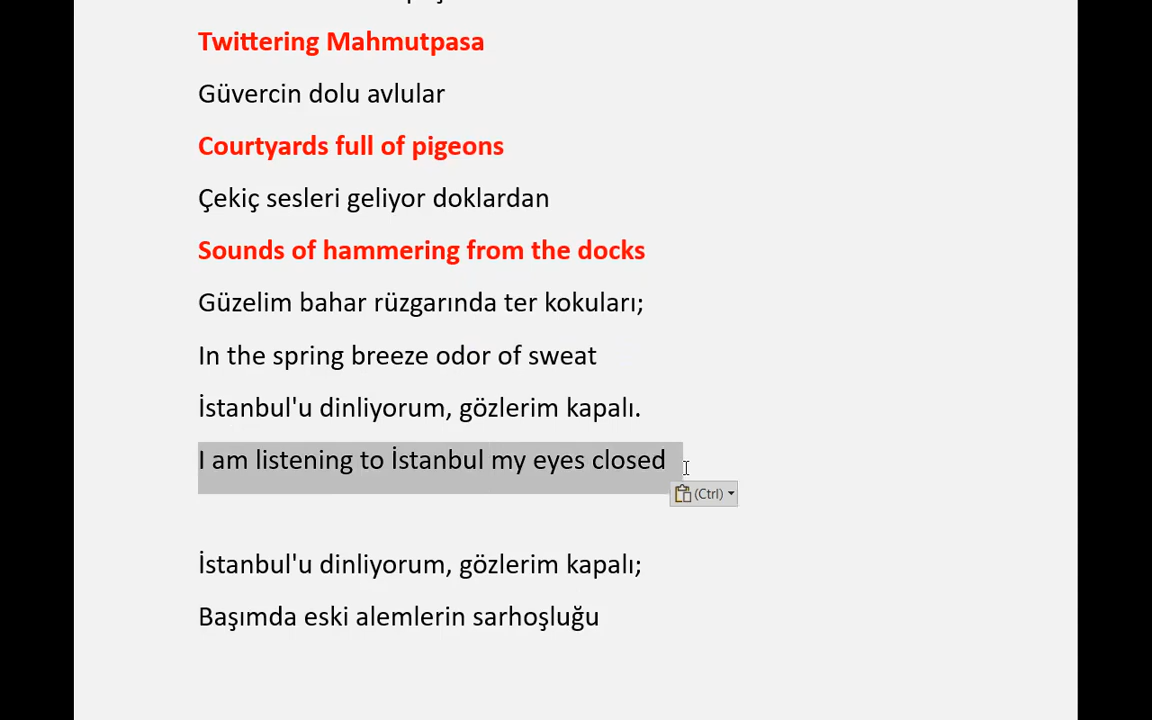 Twittering Mahmutpasa
Güvercin dolu avlular
Courtyards full of pigeons
Çekiç sesleri geliyor doklardan
Sounds of hammering from the docks
Güzelim bahar rüzgarında ter kokuları;
In the spring breeze odor of sweat
İstanbul'u dinliyorum, gözlerim kapalı.
I am listening to İstanbul my eyes closed
(Ctrl)
İstanbul'u dinliyorum, gözlerim kapalı;
Başımda eski alemlerin sarhoşluğu